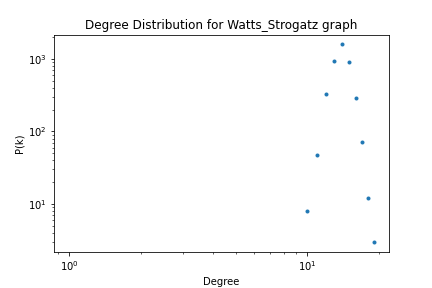 Degree Distribution for Watts_Strogatz graph
10³
10²
10¹
P(k)
10⁰
10¹
Degree